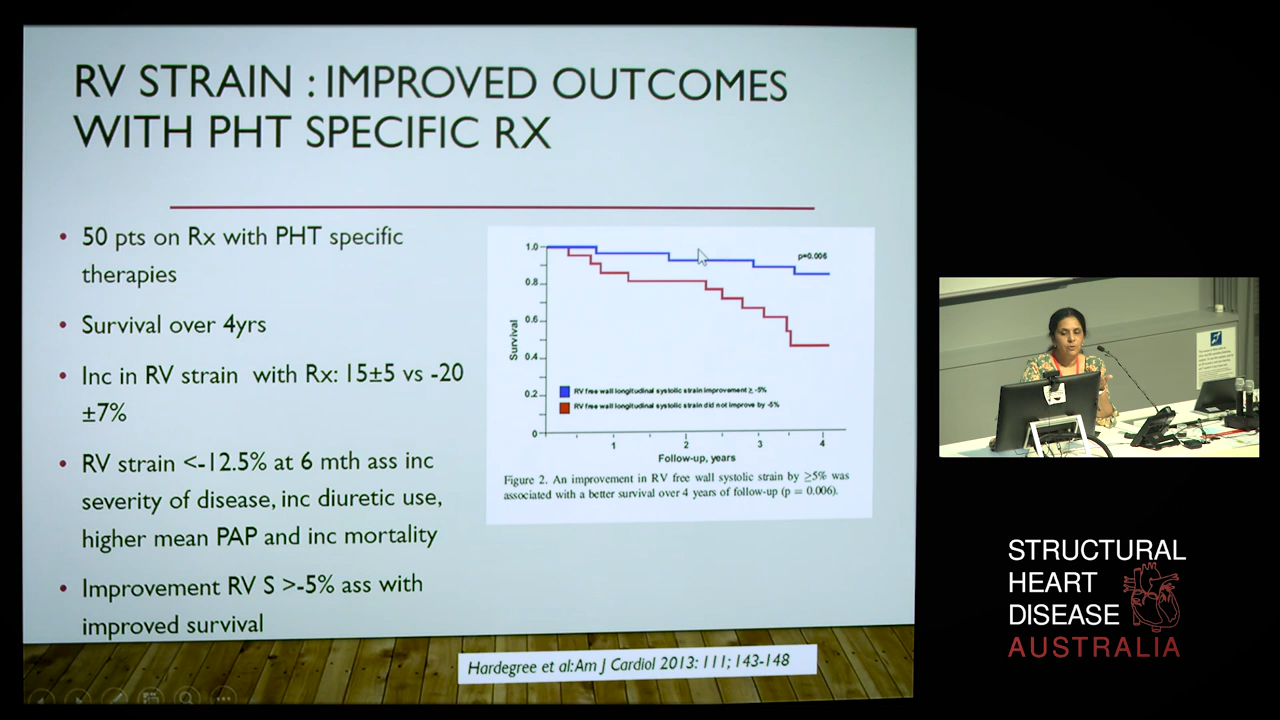 RV STRAIN : IMPROVED OUTCOMES
WITH PHT SPECIFIC RX
• 50 pts on Rx with PHT specific
therapies
• Survival over 4yrs
• Inc in RV strain with Rx: 15±5 vs -20
±7%
• RV strain <-12.5% at 6 mth ass inc
severity of disease, inc diuretic use,
higher mean PAP and inc mortality
• Improvement RV S >-5% ass with
improved survival
1.0
0.8
0.6
0.4
0.2
0
Survival
p=0.006
RV free wall longitudinal systolic strain improvement ≥ -5%
RV free wall longitudinal systolic strain did not improve by -5%
1 2 3 4
Follow-up, years
Figure 2. An improvement in RV free wall systolic strain by ≥5% was
associated with a better survival over 4 years of follow-up (p = 0.006).
Hardegree et al:Am J Cardiol 2013: 111; 143-148
STRUCTURAL
HEART
DISEASE
AUSTRALIA